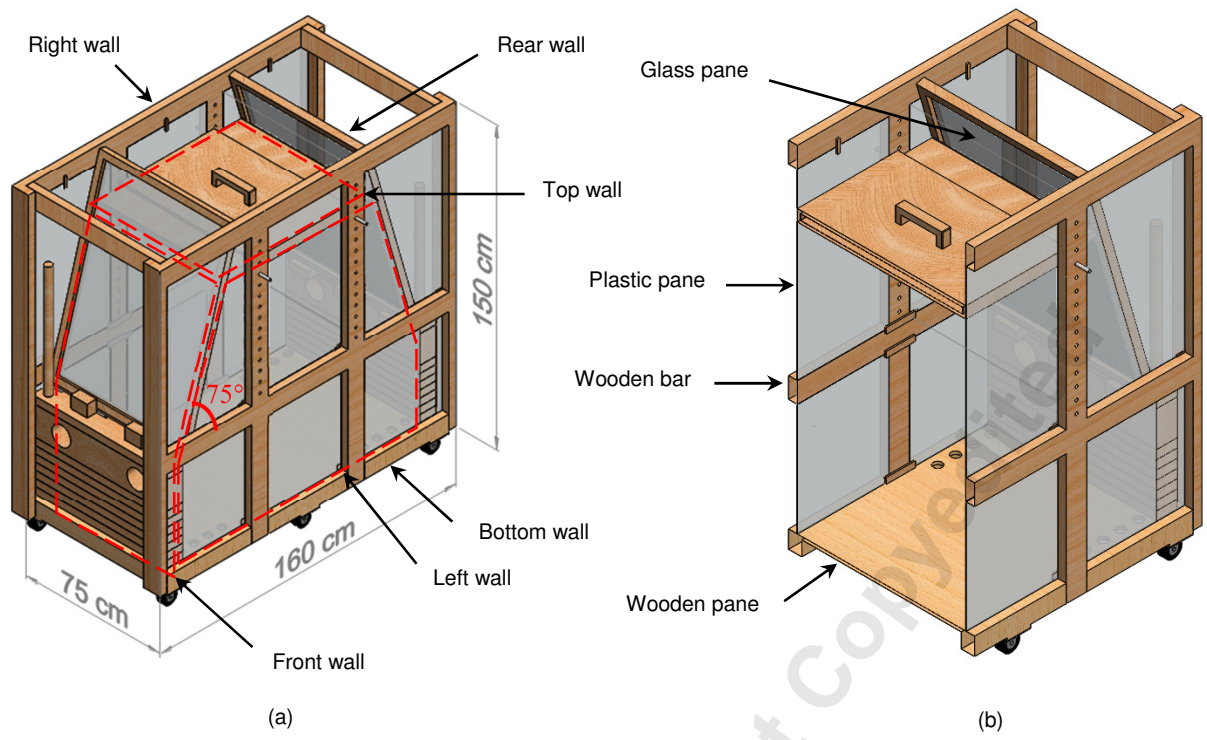 Right wall
Rear wall
Top wall
150 cm
75°
Bottom wall
Left wall
160 cm
75 cm
Front wall
(a)
Glass pane
Plastic pane
Wooden bar
Wooden pane
t Copyedited
(b)